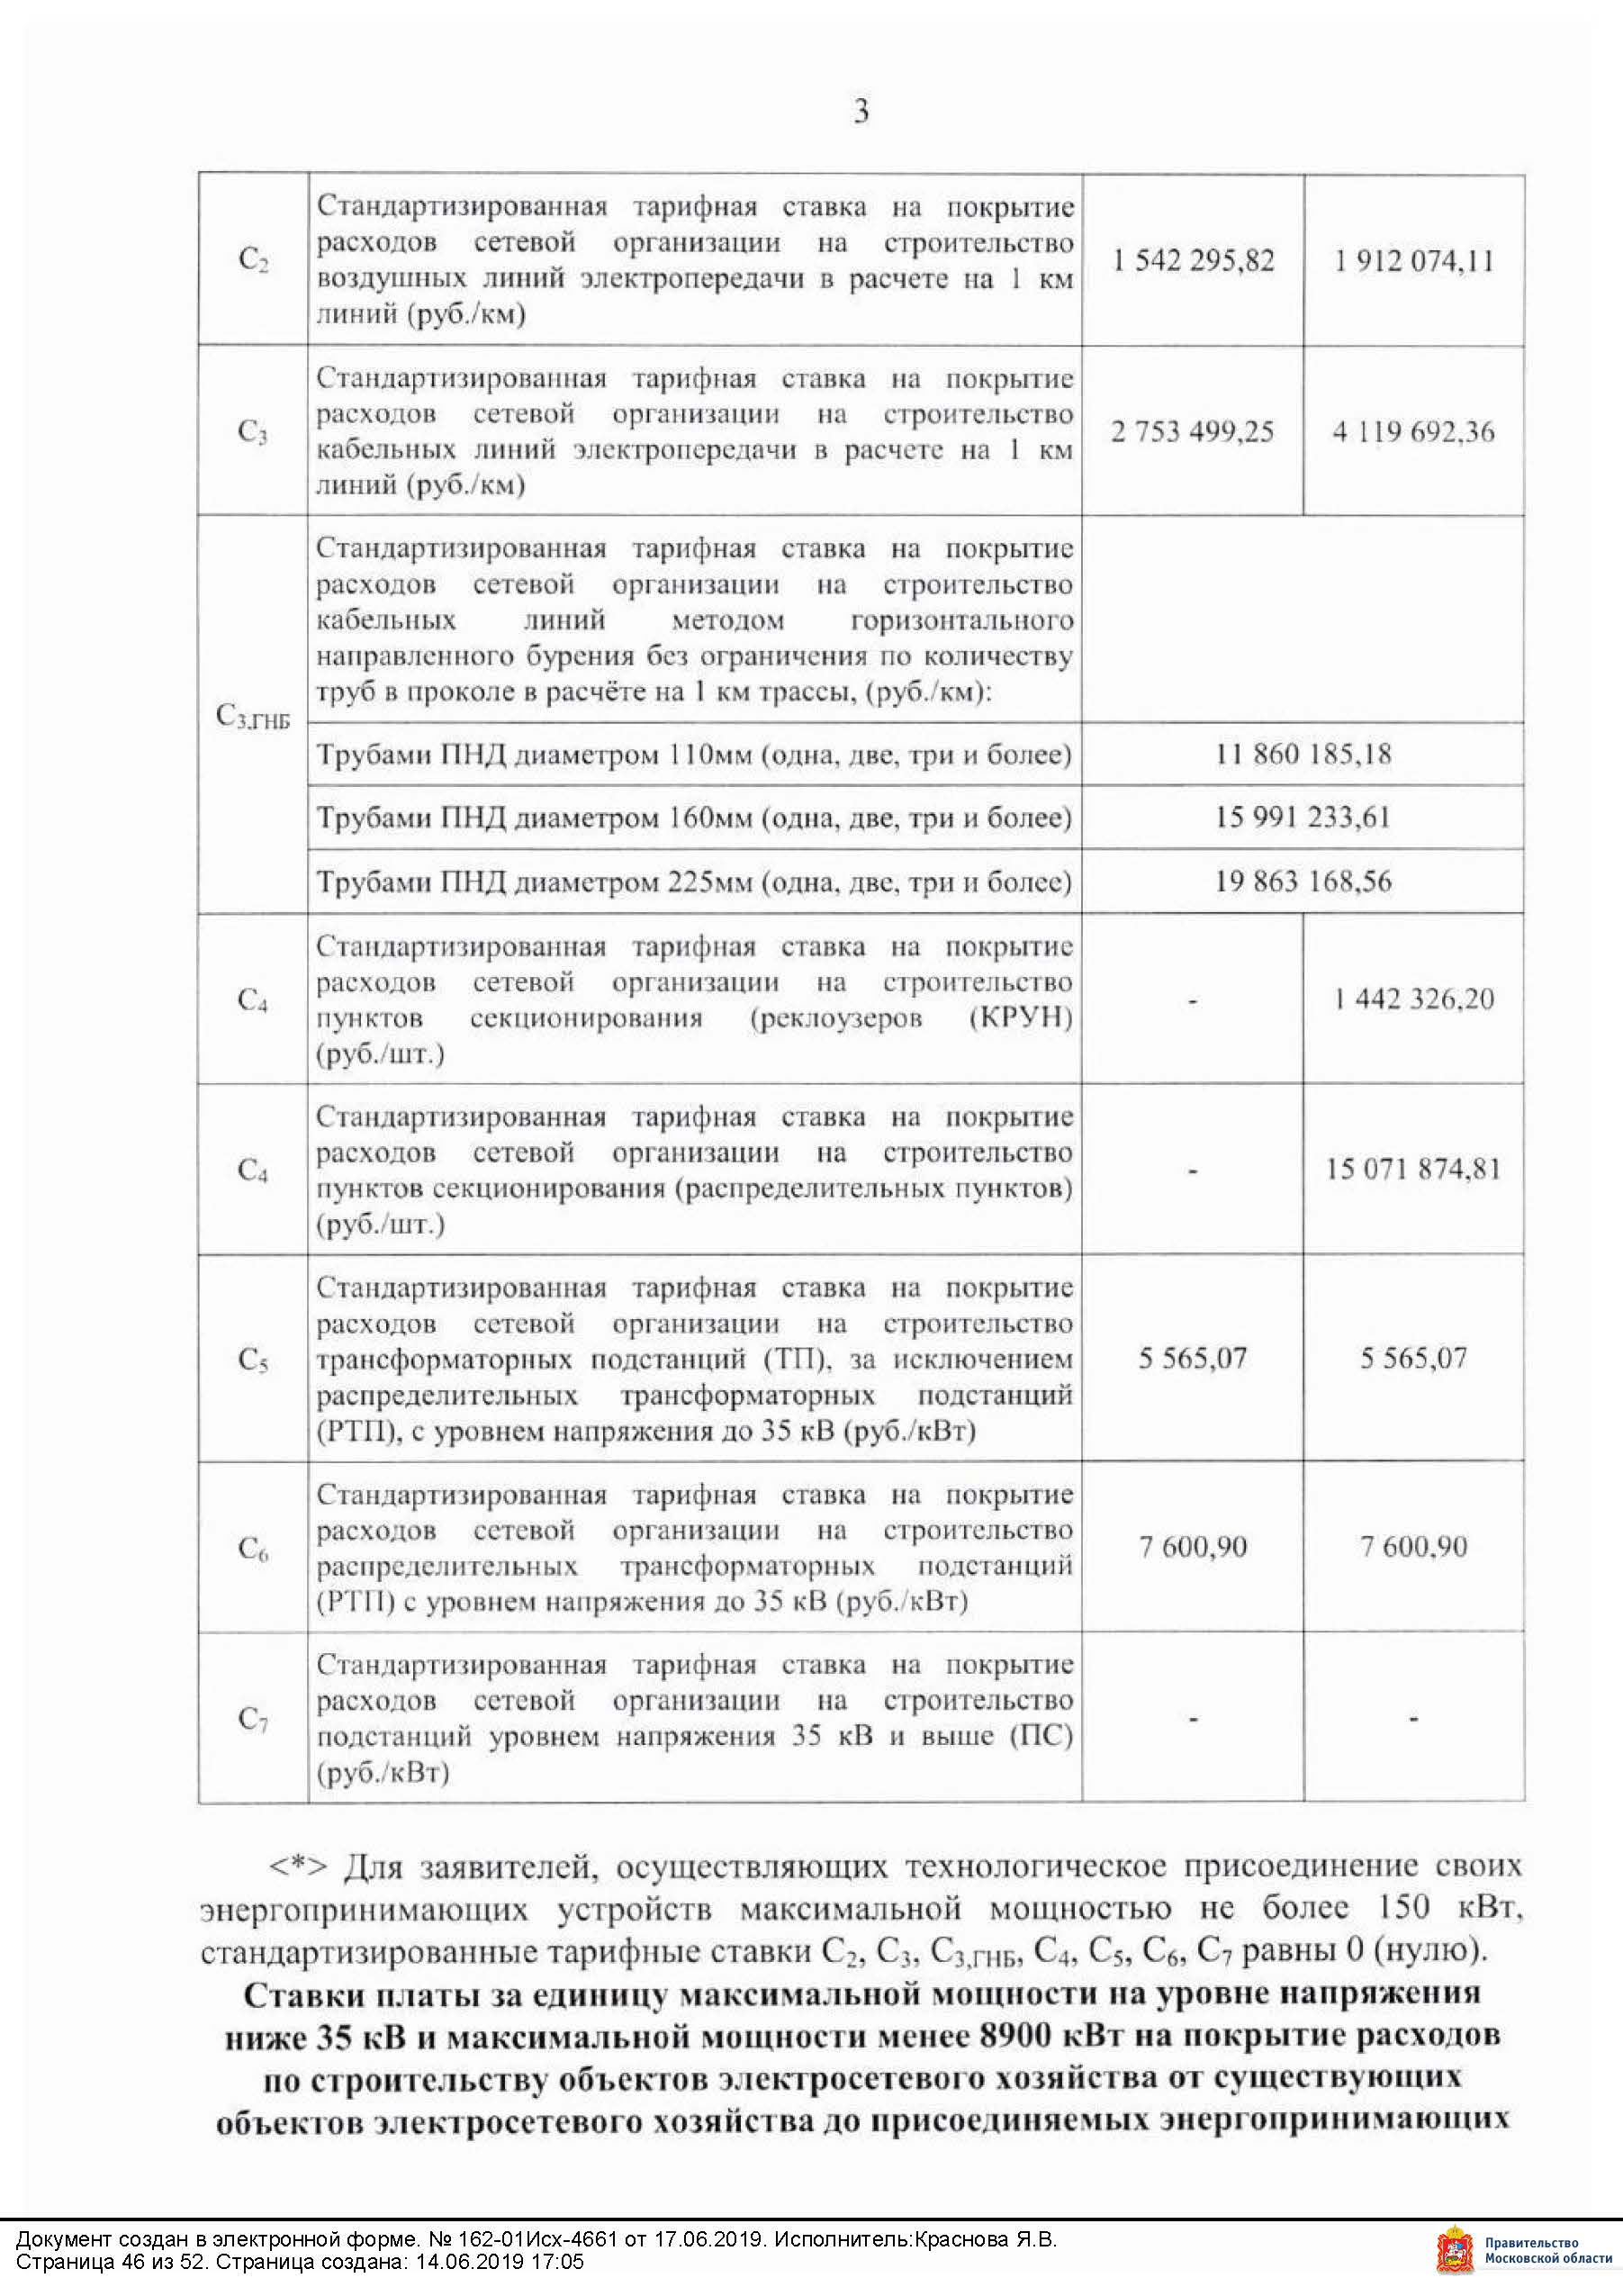 3
С2
Стандартизированная тарифная ставка на покрытие
расходов сетевой организации на строительство
воздушных линий электропередачи в расчете на 1 км
линий (руб./км)
1 542 295,82
1 912 074,11
С3
Стандартизированная тарифная ставка на покрытие
расходов сетевой организации на строительство
кабельных линий электропередачи в расчете на 1 км
линий (руб./км)
2 753 499,25
4 119 692,36
С3,ГНБ
Стандартизированная тарифная ставка на покрытие
расходов сетевой организации на строительство
кабельных линий методом горизонтального
направленного бурения без ограничения по количеству
труб в проколе в расчёте на 1 км трассы, (руб./км):
Трубами ПНД диаметром 110мм (одна, две, три и более)
11 860 185,18
Трубами ПНД диаметром 160мм (одна, две, три и более)
15 991 233,61
Трубами ПНД диаметром 225мм (одна, две, три и более)
19 863 168,56
С4
Стандартизированная тарифная ставка на покрытие
расходов сетевой организации на строительство
пунктов секционирования (реклоузеров (КРУН)
(руб./шт.)
-
1 442 326,20
С4
Стандартизированная тарифная ставка на покрытие
расходов сетевой организации на строительство
пунктов секционирования (распределительных пунктов)
(руб./шт.)
-
15 071 874,81
С5
Стандартизированная тарифная ставка на покрытие
расходов сетевой организации на строительство
трансформаторных подстанций (ТП), за исключением
распределительных трансформаторных подстанций
(РТП), с уровнем напряжения до 35 кВ (руб./кВт)
5 565,07
5 565,07
С6
Стандартизированная тарифная ставка на покрытие
расходов сетевой организации на строительство
распределительных трансформаторных подстанций
(РТП) с уровнем напряжения до 35 кВ (руб./кВт)
7 600,90
7 600,90
С7
Стандартизированная тарифная ставка на покрытие
расходов сетевой организации на строительство
подстанций уровнем напряжения 35 кВ и выше (ПС)
(руб./кВт)
-
-
<*> Для заявителей, осуществляющих технологическое присоединение своих
энергопринимающих устройств максимальной мощностью не более 150 кВт,
стандартизированные тарифные ставки С2, С3, С3,ГНБ, С4, С5, С6, С7 равны 0 (нулю).
Ставки платы за единицу максимальной мощности на уровне напряжения
ниже 35 кВ и максимальной мощности менее 8900 кВт на покрытие расходов
по строительству объектов электросетевого хозяйства от существующих
объектов электросетевого хозяйства до присоединяемых энергопринимающих
Документ создан в электронной форме. № 162-01Исх-4661 от 17.06.2019. Исполнитель:Краснова Я.В.
Страница 46 из 52. Страница создана: 14.06.2019 17:05
Правительство
Московской области